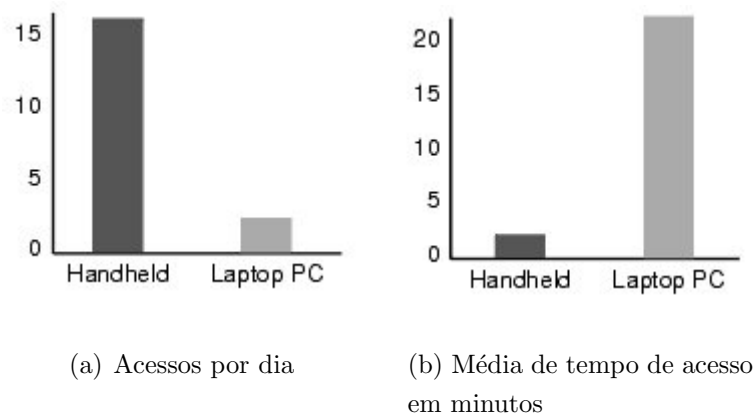 15
10
5
0
Handheld Laptop PC
(a) Acessos por dia
20
15
10
5
0
Handheld Laptop PC
(b) Média de tempo de acesso
em minutos